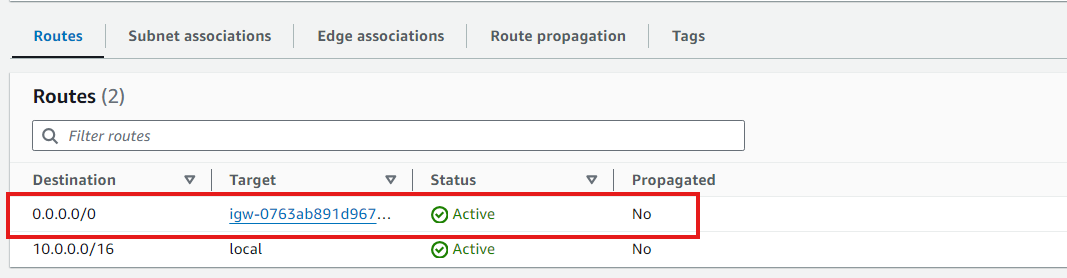 Routes Subnet associations Edge associations Route propagation Tags
Routes (2)
Filter routes
Destination Target Status Propagated
0.0.0.0/0 igw-0763ab891d967... Active No
10.0.0.0/16 local Active No